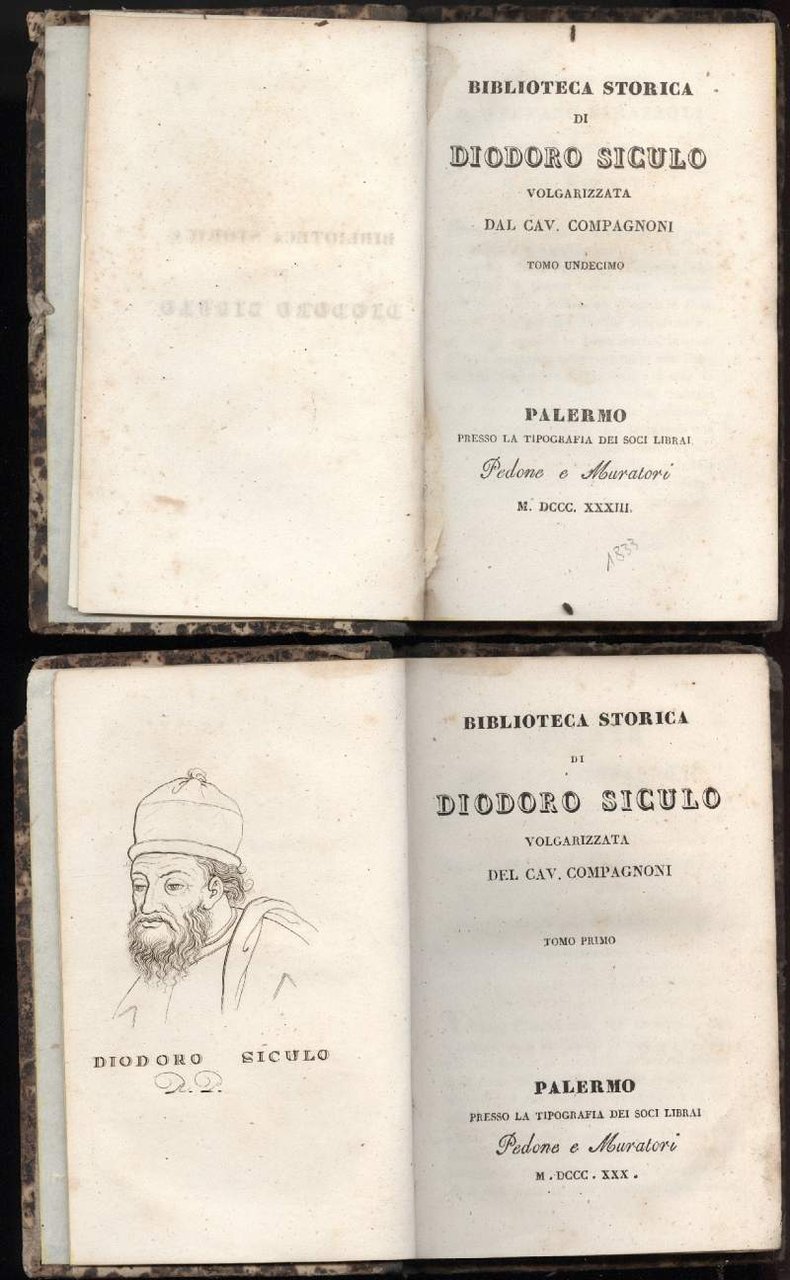 BIBLIOTECA STORICA
DI
DIODORO SICULO
VOLGARIZZATA
DAL CAV. COMPAGNONI
TOMO UNDECIMO
PALERMO
PRESSO LA TIPOGRAFIA DEI SOCI LIBRAI
Pedone e Muratori
M. DCCC. XXXIII.
1833
DIODORO SICULO
BIBLIOTECA STORICA
DI
DIODORO SICULO
VOLGARIZZATA
DEL CAV. COMPAGNONI
TOMO PRIMO
PALERMO
PRESSO LA TIPOGRAFIA DEI SOCI LIBRAI
Pedone e Muratori
M . DCCC . XXX .